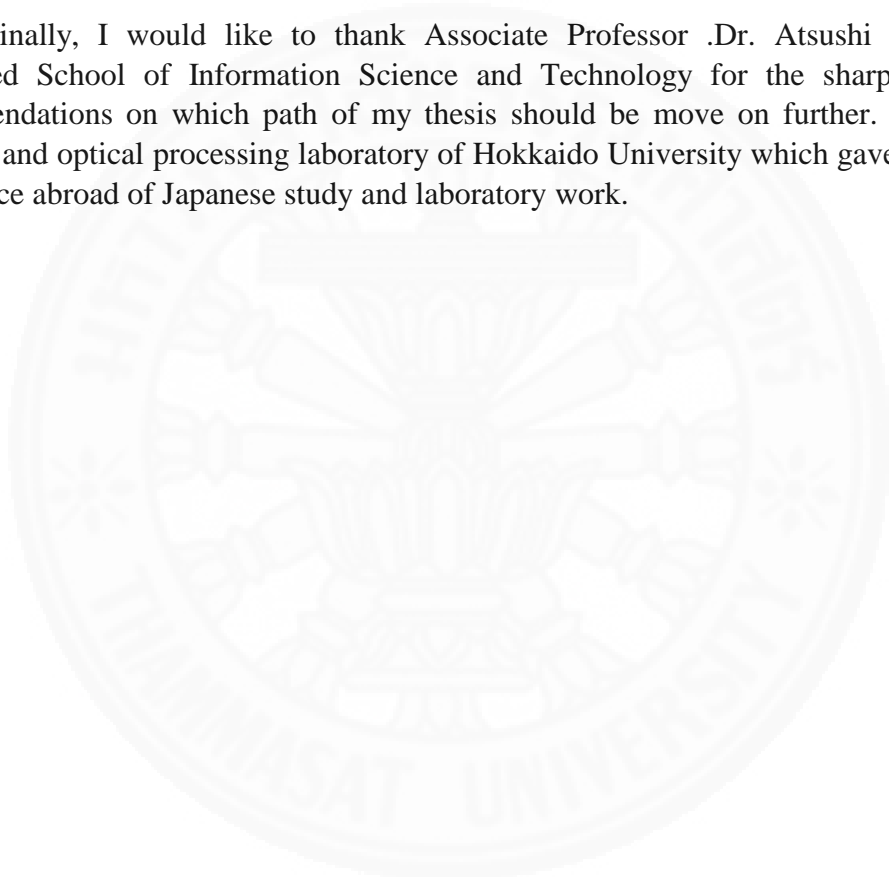 inally, I would like to thank Associate Professor .Dr. Atsushi
ed School of Information Science and Technology for the sharp
endations on which path of my thesis should be move on further.
and optical processing laboratory of Hokkaido University which gave
ce abroad of Japanese study and laboratory work.
THAMMASAT UNIVERSITY